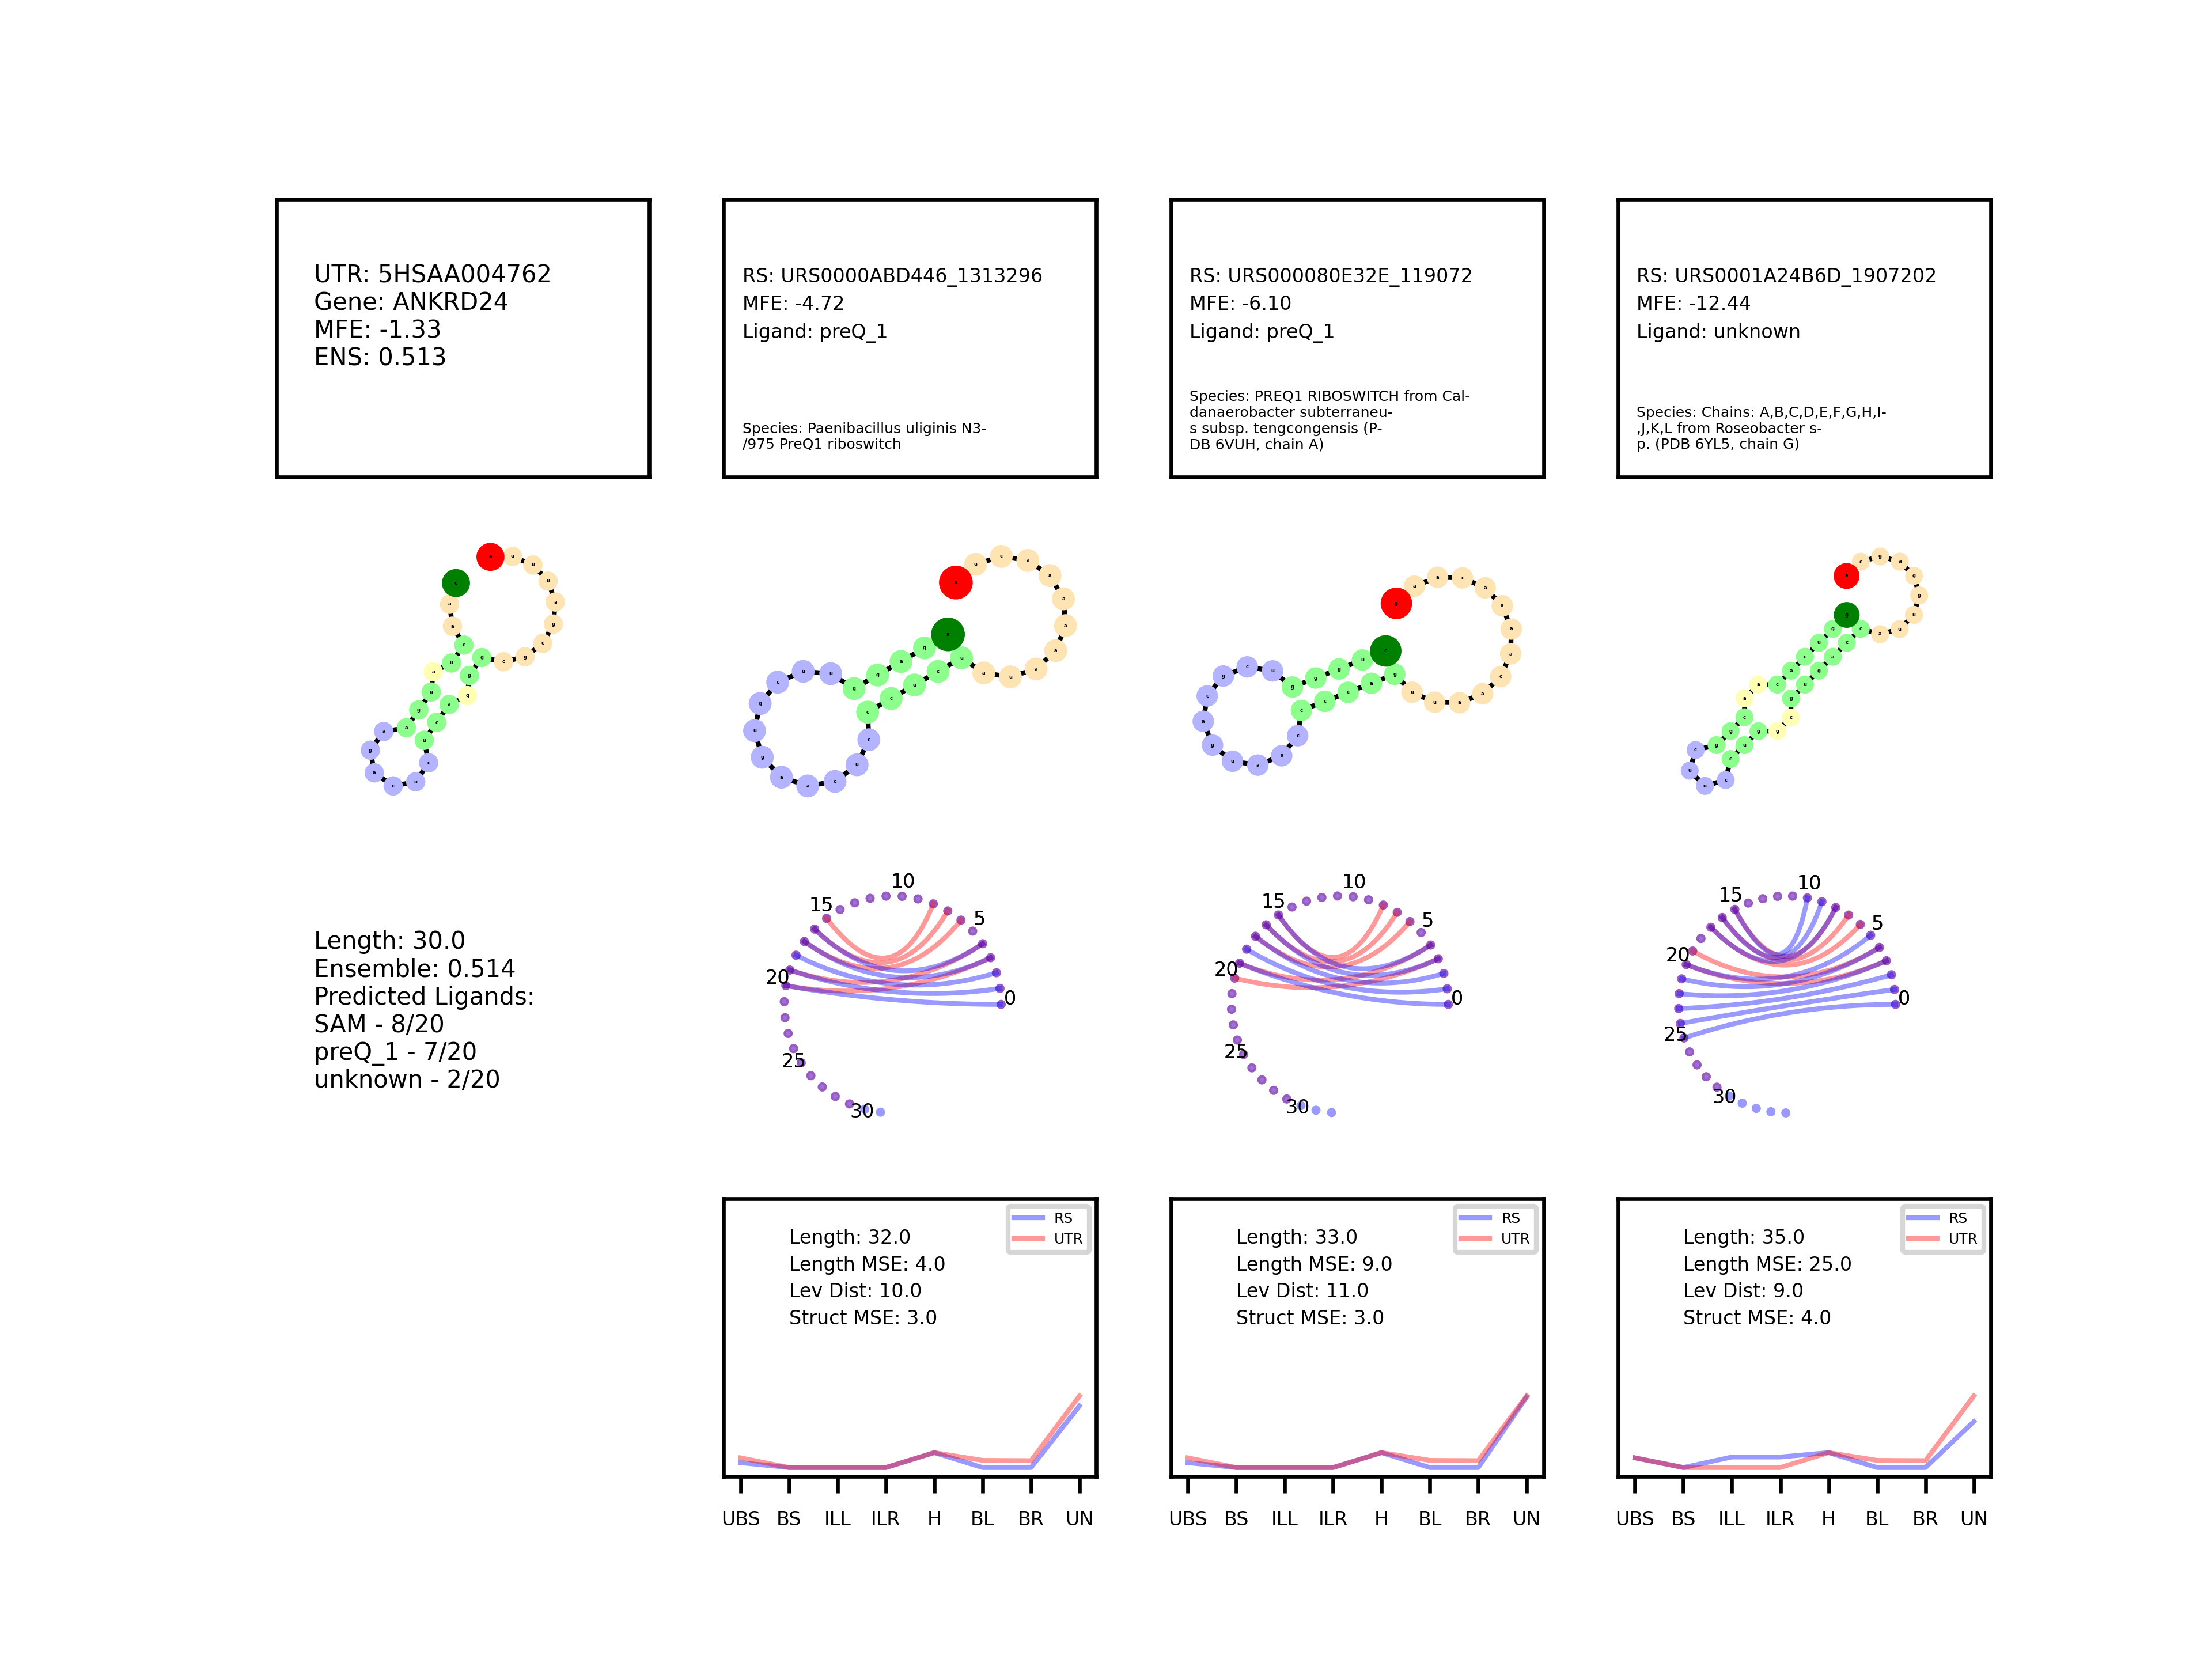 UTR: 5HSAA004762
Gene: ANKRD24
MFE: -1.33
ENS: 0.513
RS: URS0000ABD446_1313296
MFE: -4.72
Ligand: preQ_1
Species: Paenibacillus uliginis N3-
/975 PreQ1 riboswitch
RS: URS000080E32E_119072
MFE: -6.10
Ligand: preQ_1
Species: PREQ1 RIBOSWITCH from Cal-
danaerobacter subterraneu-
s subsp. tengcongensis (P-
DB 6VUH, chain A)
RS: URS0001A24B6D_1907202
MFE: -12.44
Ligand: unknown
Species: Chains: A,B,C,D,E,F,G,H,I-
,J,K,L from Roseobacter s-
p. (PDB 6YL5, chain G)
Length: 30.0
Ensemble: 0.514
Predicted Ligands:
SAM - 8/20
preQ_1 - 7/20
unknown - 2/20
0
5
10
15
20
25
30
0
5
10
15
20
25
30
0
5
10
15
20
25
30
RS
UTR
Length: 32.0
Length MSE: 4.0
Lev Dist: 10.0
Struct MSE: 3.0
UBS BS ILL ILR H BL BR UN
RS
UTR
Length: 33.0
Length MSE: 9.0
Lev Dist: 11.0
Struct MSE: 3.0
UBS BS ILL ILR H BL BR UN
RS
UTR
Length: 35.0
Length MSE: 25.0
Lev Dist: 9.0
Struct MSE: 4.0
UBS BS ILL ILR H BL BR UN